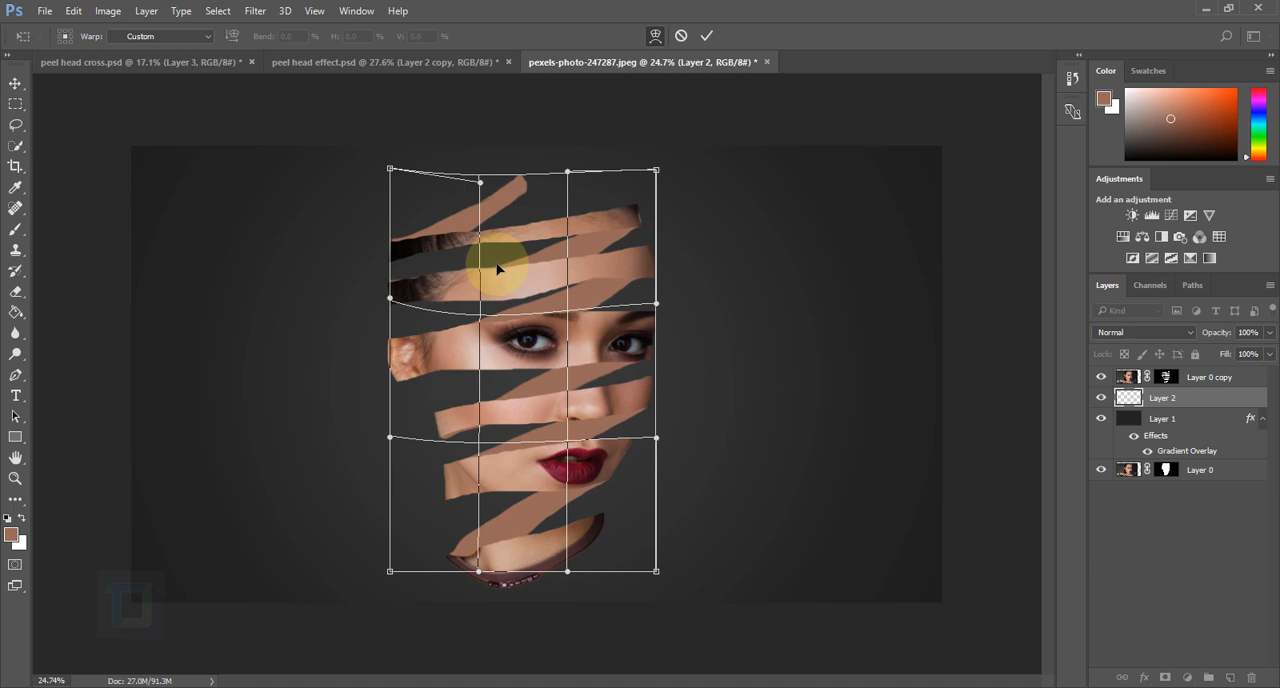 Ps File Edit Image Layer Type Select Filter 3D View Window Help
Warp: Custom Bend: 0.0 % H: 0.0 % V: 0.0 %
peel head cross.psd @ 17.1% (Layer 3, RGB/8#) * × peel head effect.psd @ 27.6% (Layer 2 copy, RGB/8#) * × pexels-photo-247287.jpeg @ 24.7% (Layer 2, RGB/8#) * ×
Color Swatches
Adjustments
Add an adjustment
Layers Channels Paths
Kind
Normal Opacity: 100%
Lock: Fill: 100%
Layer 0 copy
Layer 2
Layer 1 fx
Effects
Gradient Overlay
Layer 0
24.74% Doc: 27.0M/91.3M